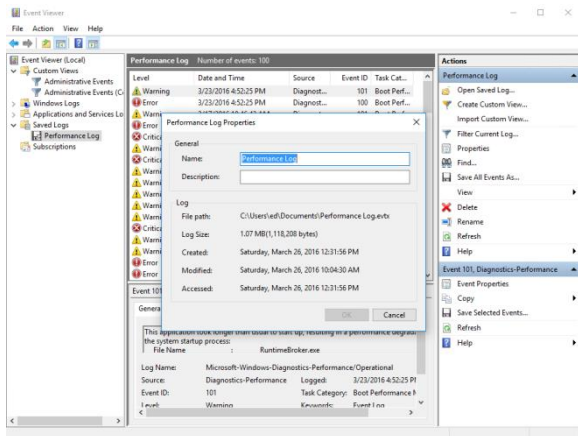 Event Viewer
File Action View Help
Event Viewer (Local)
Custom Views
Administrative Events
Administrative Events (C
Windows Logs
Applications and Services Lo
Saved Logs
Performance Log
Subscriptions
Performance Log Number of events: 100
Level Date and Time Source Event ID Task Cat...
Warning 3/23/2016 4:52:25 PM Diagnost... 101 Boot Perf...
Error 3/23/2016 4:52:25 PM Diagnost... 100 Boot Perf...
Warni
Error
Critica
Warni
Warni
Warni
Warni
Warni
Critica
Warni
Warni
Error
Error
Performance Log Properties
General
Name: Performance Log
Description:
Log
File path: C:\Users\ed\Documents\Performance Log.evtx
Log Size: 1.07 MB(1,118,208 bytes)
Created: Saturday, March 26, 2016 12:31:56 PM
Modified: Saturday, March 26, 2016 10:04:30 AM
Accessed: Saturday, March 26, 2016 12:31:56 PM
OK Cancel
Event 101
Genera
This application took longer than usual to start up, resulting in a performance degrada
the system startup process:
File Name : RuntimeBroker.exe
Log Name: Microsoft-Windows-Diagnostics-Performance/Operational
Source: Diagnostics-Performance Logged: 3/23/2016 4:52:25 PM
Event ID: 101 Task Category: Boot Performance M
Level: Warning Keywords: Event Log
Actions
Performance Log
Open Saved Log...
Create Custom View...
Import Custom View...
Filter Current Log...
Properties
Find...
Save All Events As...
View
Delete
Rename
Refresh
Help
Event 101, Diagnostics-Performance
Event Properties
Copy
Save Selected Events...
Refresh
Help